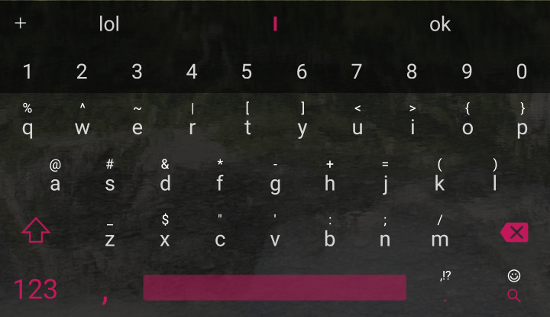 + lol I ok
1 2 3 4 5 6 7 8 9 0
% ^ ~ | [ ] < > { }
q w e r t y u i o p
@ # & * - + = ( )
a s d f g h j k l
_ $ " ' : ; /
z x c v b n m
,!?
123 , .